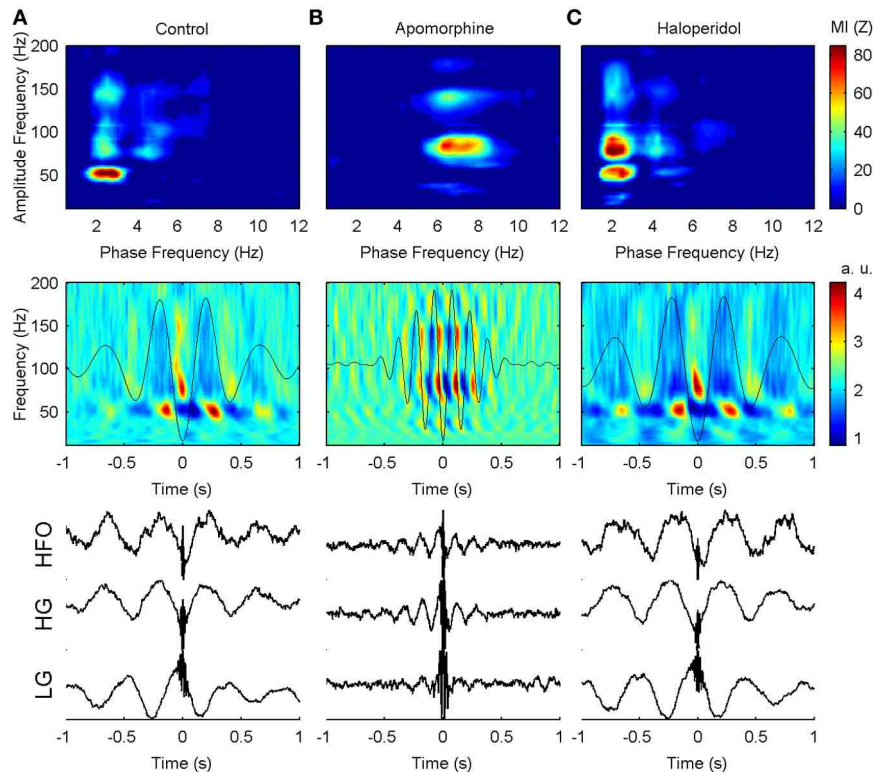 A Control B Apomorphine C Haloperidol MI (Z)
Amplitude Frequency (Hz)
200
150
100
50
2 4 6 8 10 12
2 4 6 8 10 12
2 4 6 8 10 12
80
60
40
20
0
Phase Frequency (Hz) Phase Frequency (Hz) Phase Frequency (Hz)
a. u.
Frequency (Hz)
200
150
100
50
-1 -0.5 0 0.5 1
-1 -0.5 0 0.5 1
-1 -0.5 0 0.5 1
4
3
2
1
Time (s) Time (s) Time (s)
HFO
HG
LG
-1 -0.5 0 0.5 1
-1 -0.5 0 0.5 1
-1 -0.5 0 0.5 1
Time (s) Time (s) Time (s)